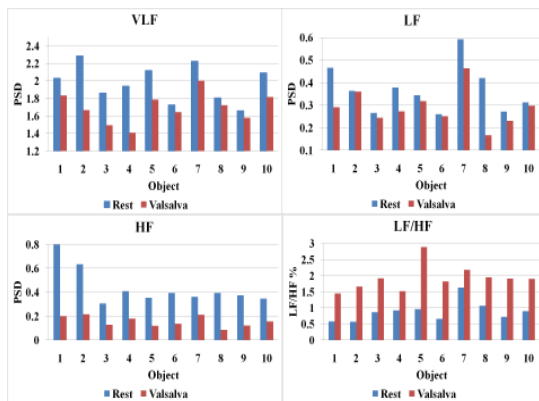 VLF
PSD
2.4
2.2
2
1.8
1.6
1.4
1.2
1 2 3 4 5 6 7 8 9 10
Object
Rest Valsalva
LF
PSD
0.6
0.5
0.4
0.3
0.2
0.1
1 2 3 4 5 6 7 8 9 10
Object
Rest Valsalva
HF
PSD
0.8
0.6
0.4
0.2
0
1 2 3 4 5 6 7 8 9 10
Object
Rest Valsalva
LF/HF
LF/HF %
3
2.5
2
1.5
1
0.5
0
1 2 3 4 5 6 7 8 9 10
Object
Rest Valsalva